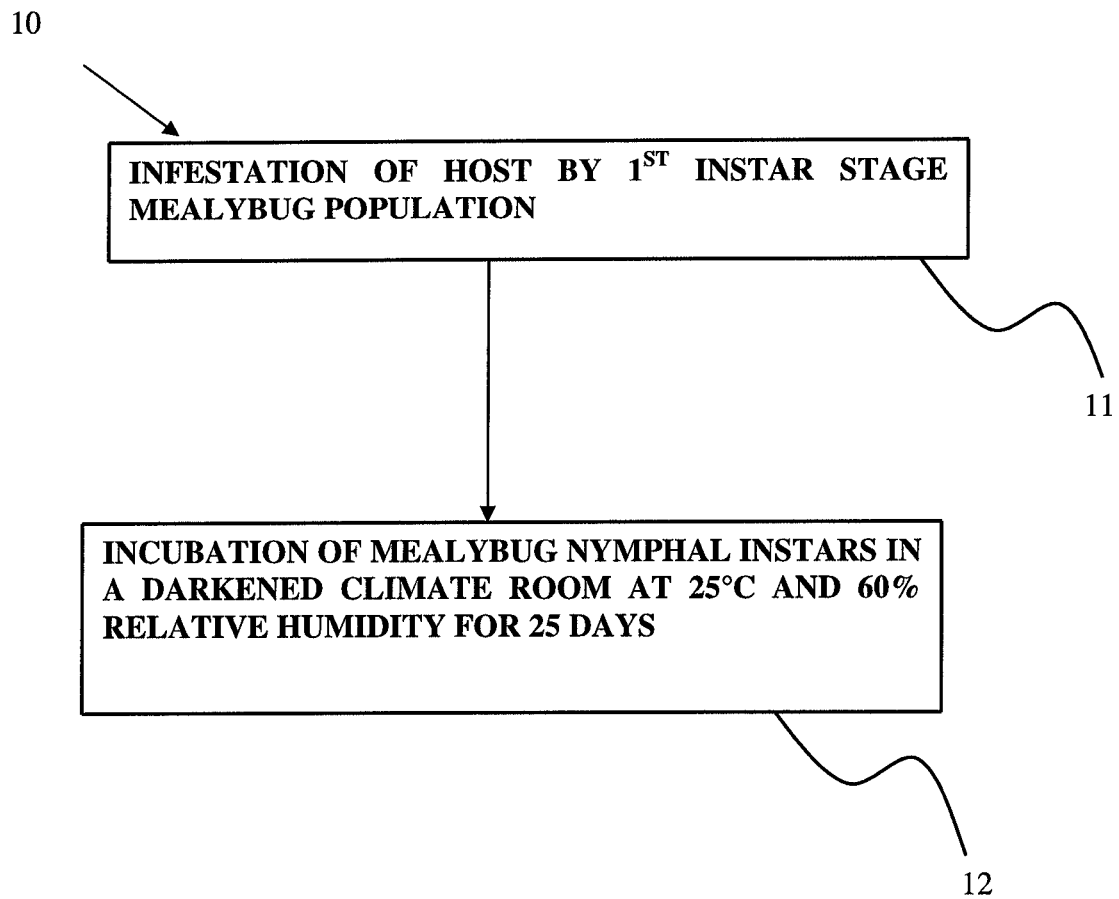 10
INFESTATION OF HOST BY 1ST INSTAR STAGE
MEALYBUG POPULATION
11
INCUBATION OF MEALYBUG NYMPHAL INSTARS IN
A DARKENED CLIMATE ROOM AT 25°C AND 60%
RELATIVE HUMIDITY FOR 25 DAYS
12